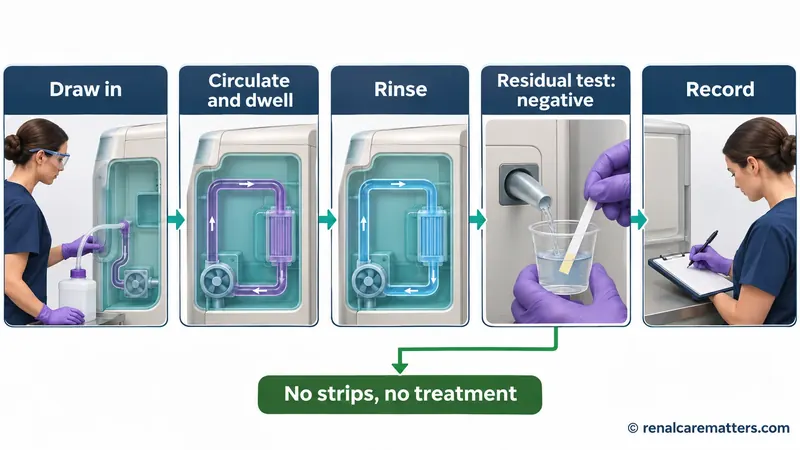 Draw in
Circulate
and dwell
Rinse
Residual test:
negative
Record
No strips, no treatment
© renalcarematters.com